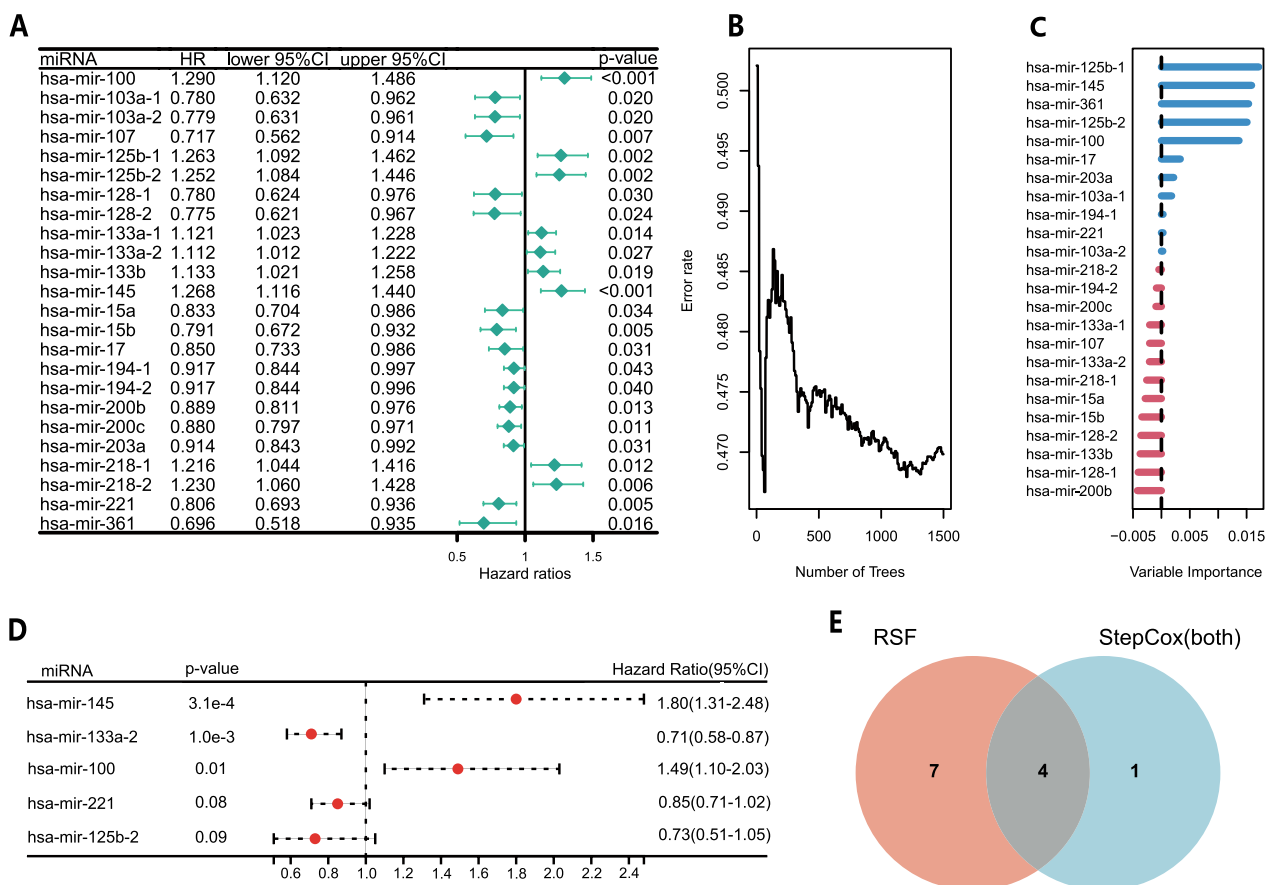 A
miRNA HR lower 95%CI upper 95%CI p-value
hsa-mir-100 1.290 1.120 1.486 <0.001
hsa-mir-103a-1 0.780 0.632 0.962 0.020
hsa-mir-103a-2 0.779 0.631 0.961 0.020
hsa-mir-107 0.717 0.562 0.914 0.007
hsa-mir-125b-1 1.263 1.092 1.462 0.002
hsa-mir-125b-2 1.252 1.084 1.446 0.002
hsa-mir-128-1 0.780 0.624 0.976 0.030
hsa-mir-128-2 0.775 0.621 0.967 0.024
hsa-mir-133a-1 1.121 1.023 1.228 0.014
hsa-mir-133a-2 1.112 1.012 1.222 0.027
hsa-mir-133b 1.133 1.021 1.258 0.019
hsa-mir-145 1.268 1.116 1.440 <0.001
hsa-mir-15a 0.833 0.704 0.986 0.034
hsa-mir-15b 0.791 0.672 0.932 0.005
hsa-mir-17 0.850 0.733 0.986 0.031
hsa-mir-194-1 0.917 0.844 0.997 0.043
hsa-mir-194-2 0.917 0.844 0.996 0.040
hsa-mir-200b 0.889 0.811 0.976 0.013
hsa-mir-200c 0.880 0.797 0.971 0.011
hsa-mir-203a 0.914 0.843 0.992 0.031
hsa-mir-218-1 1.216 1.044 1.416 0.012
hsa-mir-218-2 1.230 1.060 1.428 0.006
hsa-mir-221 0.806 0.693 0.936 0.005
hsa-mir-361 0.696 0.518 0.935 0.016
0.5 1 1.5
Hazard ratios
B
0.500
0.495
0.490
0.485
0.480
0.475
0.470
Error rate
0 500 1000 1500
Number of Trees
C
hsa-mir-125b-1
hsa-mir-145
hsa-mir-361
hsa-mir-125b-2
hsa-mir-100
hsa-mir-17
hsa-mir-203a
hsa-mir-103a-1
hsa-mir-194-1
hsa-mir-221
hsa-mir-103a-2
hsa-mir-218-2
hsa-mir-194-2
hsa-mir-200c
hsa-mir-133a-1
hsa-mir-107
hsa-mir-133a-2
hsa-mir-218-1
hsa-mir-15a
hsa-mir-15b
hsa-mir-128-2
hsa-mir-133b
hsa-mir-128-1
hsa-mir-200b
−0.005 0.005 0.015
Variable Importance
D
miRNA p-value Hazard Ratio(95%CI)
hsa-mir-145 3.1e-4 1.80(1.31-2.48)
hsa-mir-133a-2 1.0e-3 0.71(0.58-0.87)
hsa-mir-100 0.01 1.49(1.10-2.03)
hsa-mir-221 0.08 0.85(0.71-1.02)
hsa-mir-125b-2 0.09 0.73(0.51-1.05)
0.6 1.0 1.2 1.4 1.6 1.8 2.0 2.2 2.4
E
RSF StepCox(both)
7 4 1